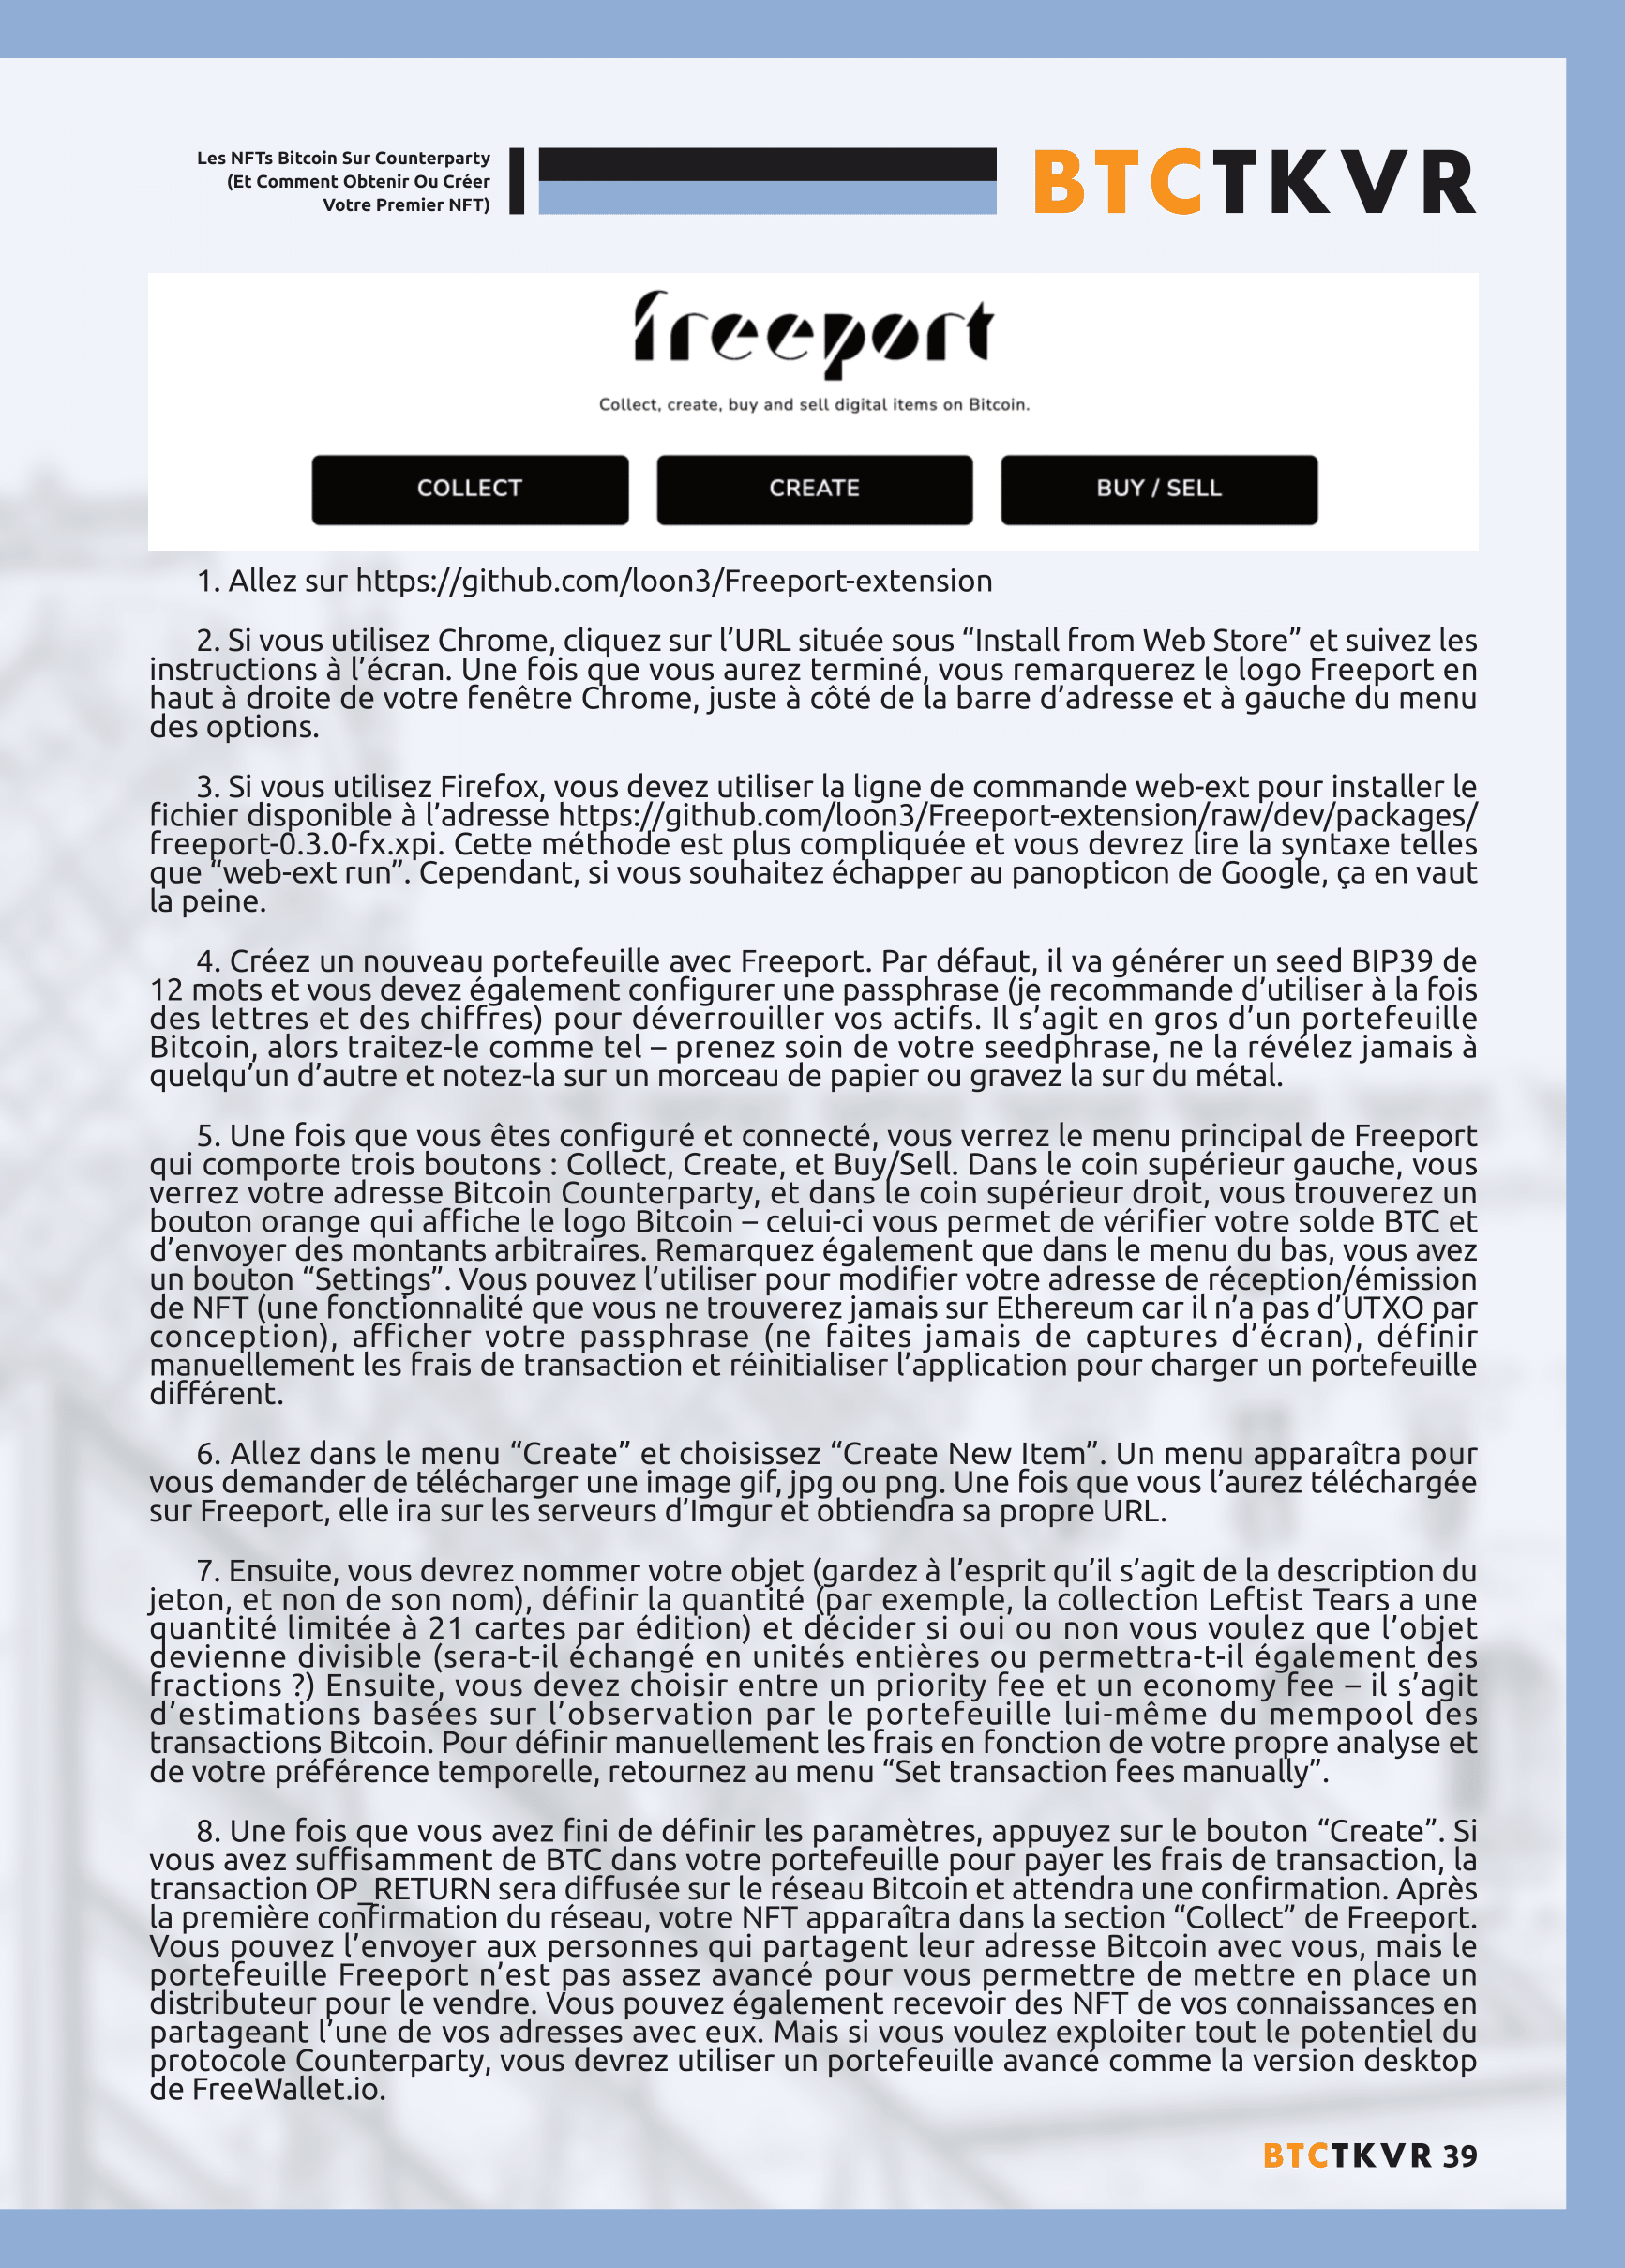 Les NFTs Bitcoin Sur Counterparty
(Et Comment Obtenir Ou Créer
Votre Premier NFT)
BTCTKVR
freeport
Collect, create, buy and sell digital items on Bitcoin.
COLLECT
CREATE
BUY / SELL
1. Allez sur https://github.com/loon3/Freeport-extension
2. Si vous utilisez Chrome, cliquez sur l’URL située sous “Install from Web Store” et suivez les
instructions à l’écran. Une fois que vous aurez terminé, vous remarquerez le logo Freeport en
haut à droite de votre fenêtre Chrome, juste à côté de la barre d’adresse et à gauche du menu
des options.
3. Si vous utilisez Firefox, vous devez utiliser la ligne de commande web-ext pour installer le
fichier disponible à l’adresse https://github.com/loon3/Freeport-extension/raw/dev/packages/
freeport-0.3.0-fx.xpi. Cette méthode est plus compliquée et vous devrez lire la syntaxe telles
que “web-ext run”. Cependant, si vous souhaitez échapper au panopticon de Google, ça en vaut
la peine.
4. Créez un nouveau portefeuille avec Freeport. Par défaut, il va générer un seed BIP39 de
12 mots et vous devez également configurer une passphrase (je recommande d’utiliser à la fois
des lettres et des chiffres) pour déverrouiller vos actifs. Il s’agit en gros d’un portefeuille
Bitcoin, alors traitez-le comme tel – prenez soin de votre seedphrase, ne la révélez jamais à
quelqu’un d’autre et notez-la sur un morceau de papier ou gravez la sur du métal.
5. Une fois que vous êtes configuré et connecté, vous verrez le menu principal de Freeport
qui comporte trois boutons : Collect, Create, et Buy/Sell. Dans le coin supérieur gauche, vous
verrez votre adresse Bitcoin Counterparty, et dans le coin supérieur droit, vous trouverez un
bouton orange qui affiche le logo Bitcoin – celui-ci vous permet de vérifier votre solde BTC et
d’envoyer des montants arbitraires. Remarquez également que dans le menu du bas, vous avez
un bouton “Settings”. Vous pouvez l’utiliser pour modifier votre adresse de réception/émission
de NFT (une fonctionnalité que vous ne trouverez jamais sur Ethereum car il n’a pas d’UTXO par
conception), afficher votre passphrase (ne faites jamais de captures d’écran), définir
manuellement les frais de transaction et réinitialiser l’application pour charger un portefeuille
différent.
6. Allez dans le menu “Create” et choisissez “Create New Item”. Un menu apparaîtra pour
vous demander de télécharger une image gif, jpg ou png. Une fois que vous l’aurez téléchargée
sur Freeport, elle ira sur les serveurs d’Imgur et obtiendra sa propre URL.
7. Ensuite, vous devrez nommer votre objet (gardez à l’esprit qu’il s’agit de la description du
jeton, et non de son nom), définir la quantité (par exemple, la collection Leftist Tears a une
quantité limitée à 21 cartes par édition) et décider si oui ou non vous voulez que l’objet
devienne divisible (sera-t-il échangé en unités entières ou permettra-t-il également des
fractions ?) Ensuite, vous devez choisir entre un priority fee et un economy fee – il s’agit
d’estimations basées sur l’observation par le portefeuille lui-même du mempool des
transactions Bitcoin. Pour définir manuellement les frais en fonction de votre propre analyse et
de votre préférence temporelle, retournez au menu “Set transaction fees manually”.
8. Une fois que vous avez fini de définir les paramètres, appuyez sur le bouton “Create”. Si
vous avez suffisamment de BTC dans votre portefeuille pour payer les frais de transaction, la
transaction OP_RETURN sera diffusée sur le réseau Bitcoin et attendra une confirmation. Après
la première confirmation du réseau, votre NFT apparaîtra dans la section “Collect” de Freeport.
Vous pouvez l’envoyer aux personnes qui partagent leur adresse Bitcoin avec vous, mais le
portefeuille Freeport n’est pas assez avancé pour vous permettre de mettre en place un
distributeur pour le vendre. Vous pouvez également recevoir des NFT de vos connaissances en
partageant l’une de vos adresses avec eux. Mais si vous voulez exploiter tout le potentiel du
protocole Counterparty, vous devrez utiliser un portefeuille avancé comme la version desktop
de FreeWallet.io.
BTCTKVR 39